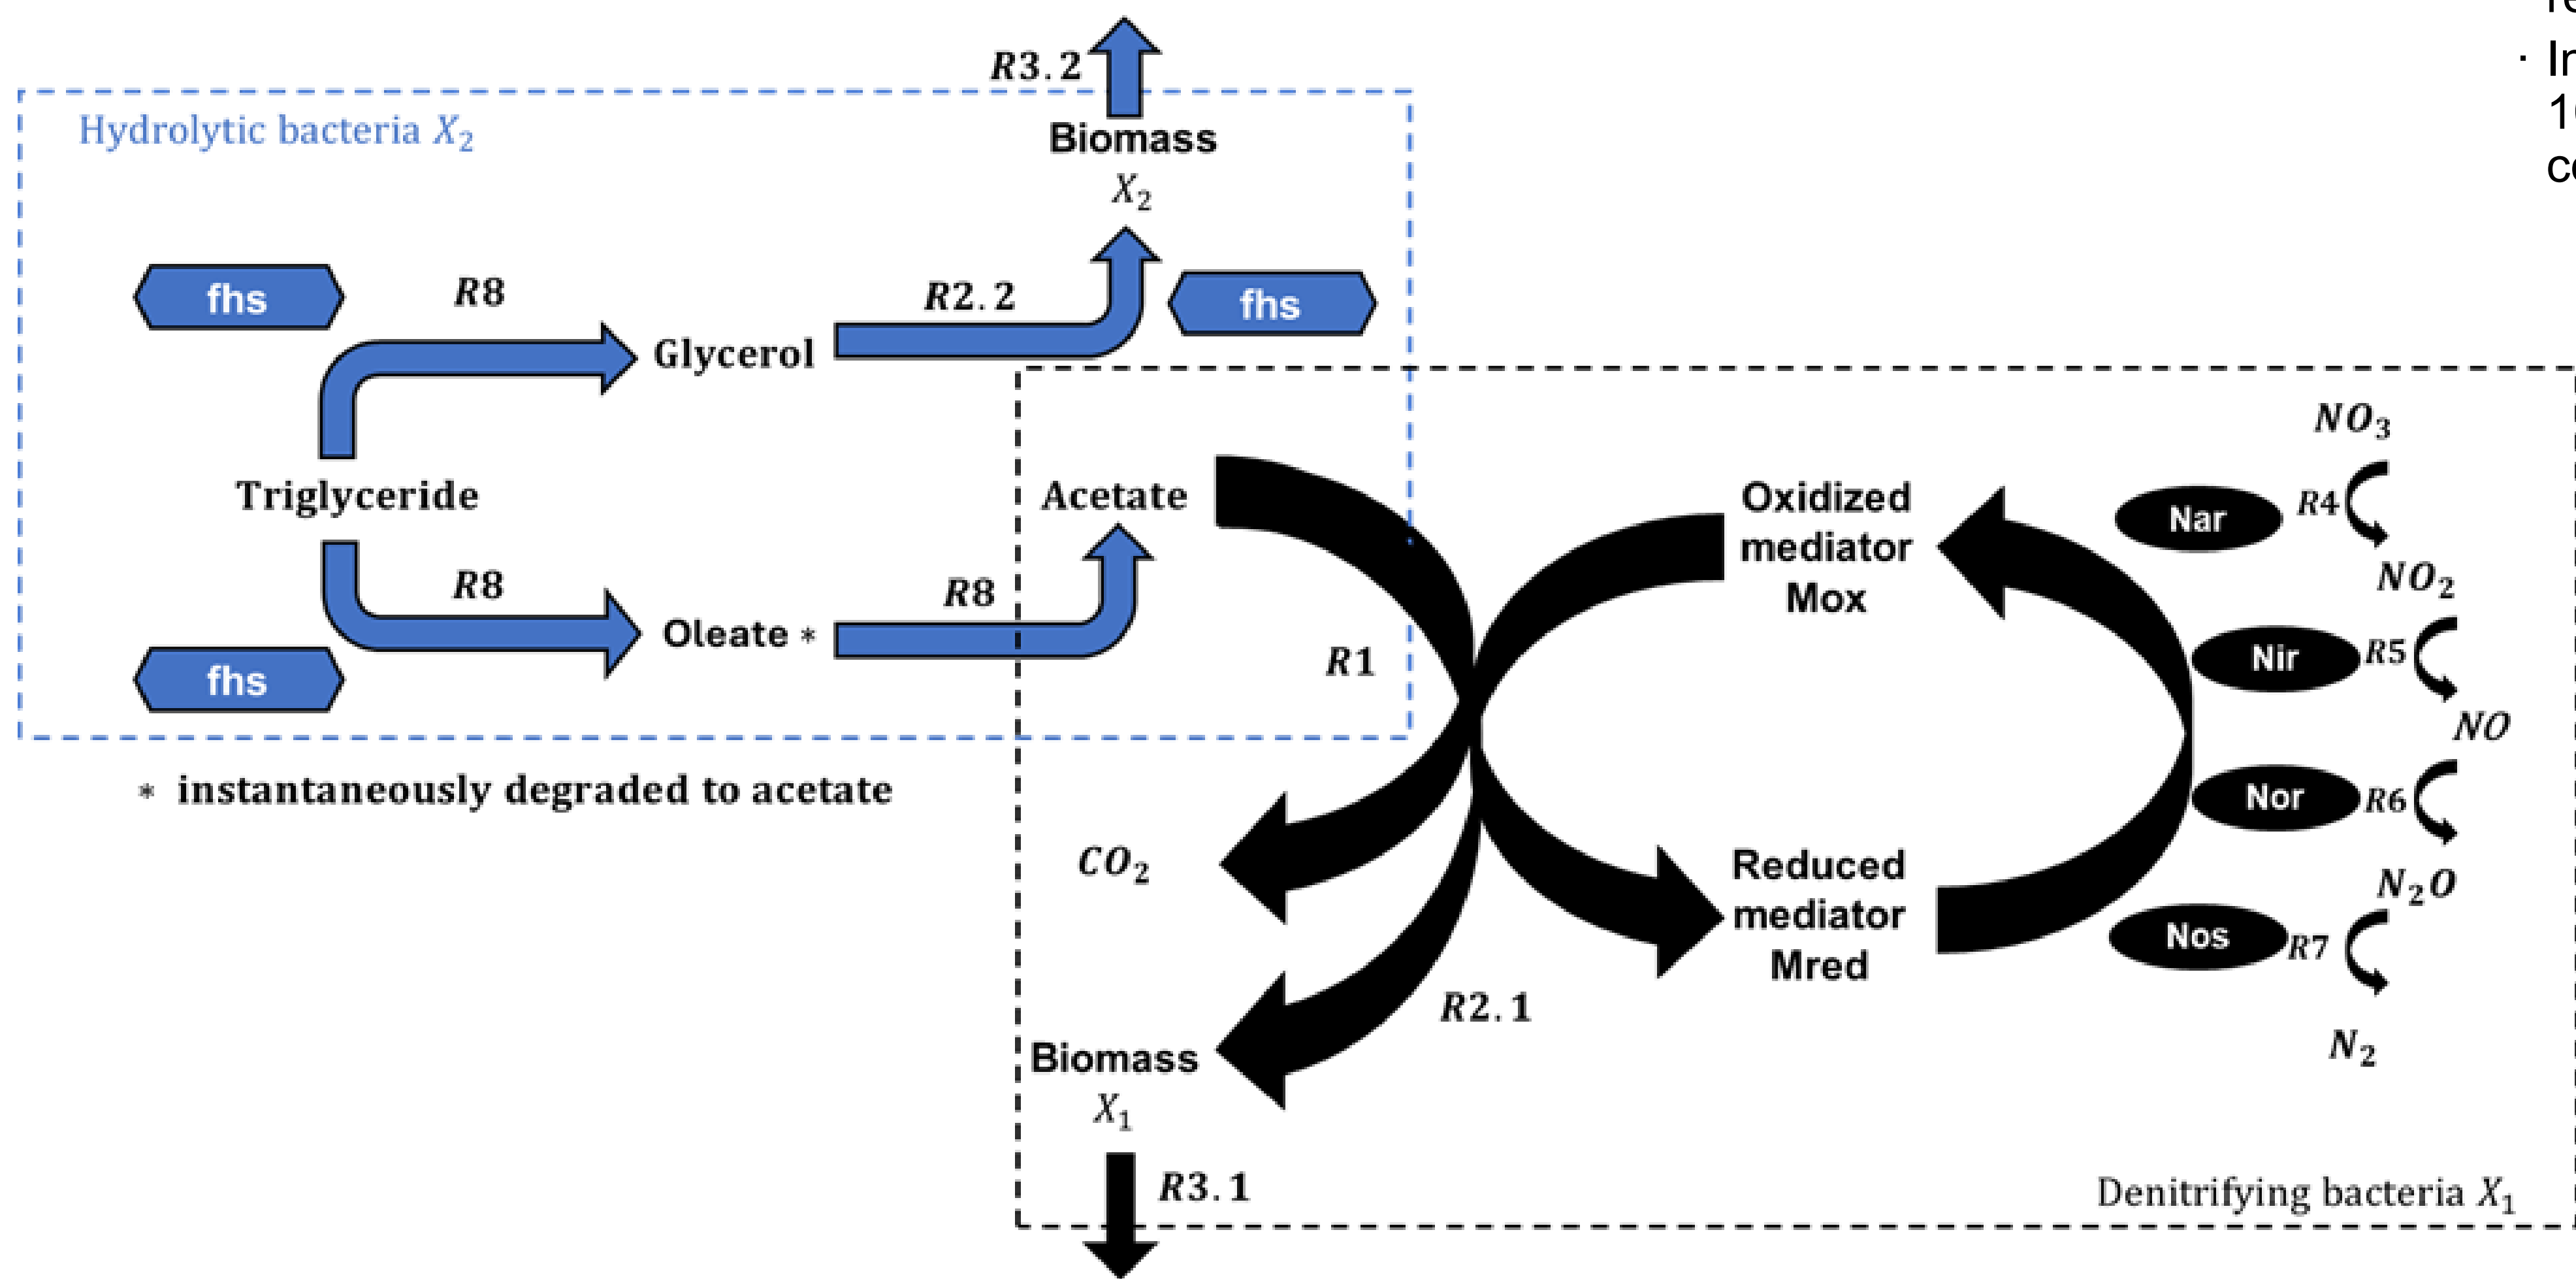 R3.2
Hydrolytic bacteria X₂
Biomass
X₂
fhs
R8
R2.2
fhs
Glycerol
Triglyceride
Acetate
R8
R8
Oleate *
fhs
R1
* instantaneously degraded to acetate
CO₂
Biomass
X₁
R2.1
R3.1
Oxidized
mediator
Mox
Reduced
mediator
Mred
NO₃
Nar
R4
NO₂
Nir
R5
NO
Nor
R6
N₂O
Nos
R7
N₂
Denitrifying bacteria X₁